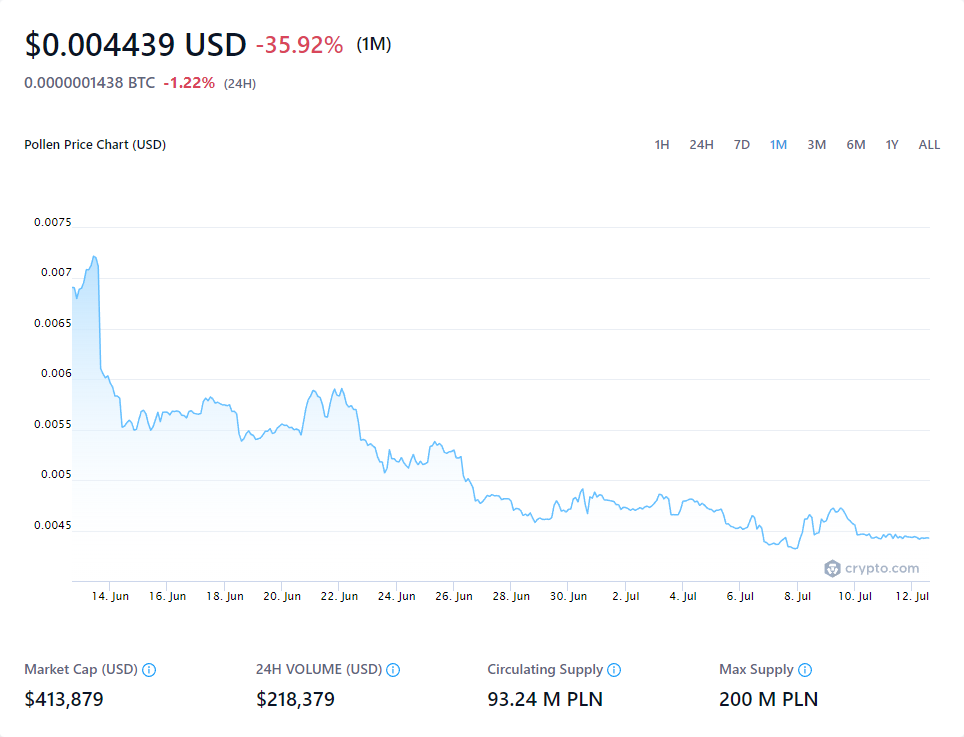 $0.004439 USD -35.92% (1M)
0.0000001438 BTC -1.22% (24H)
Pollen Price Chart (USD) 1H 24H 7D 1M 3M 6M 1Y ALL
0.0075
0.007
0.0065
0.006
0.0055
0.005
0.0045
crypto.com
14. Jun 16. Jun 18. Jun 20. Jun 22. Jun 24. Jun 26. Jun 28. Jun 30. Jun 2. Jul 4. Jul 6. Jul 8. Jul 10. Jul 12. Jul
Market Cap (USD) 24H VOLUME (USD) Circulating Supply Max Supply
$413,879 $218,379 93.24 M PLN 200 M PLN